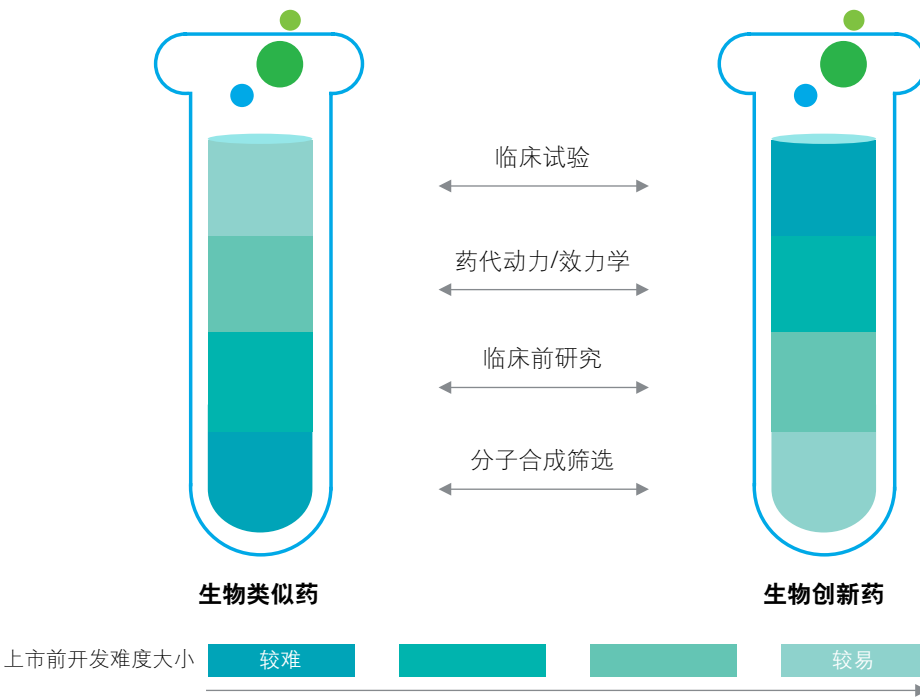 临床试验
药代动力/效力学
临床前研究
分子合成筛选
生物类似药
生物创新药
上市前开发难度大小
较难
较易